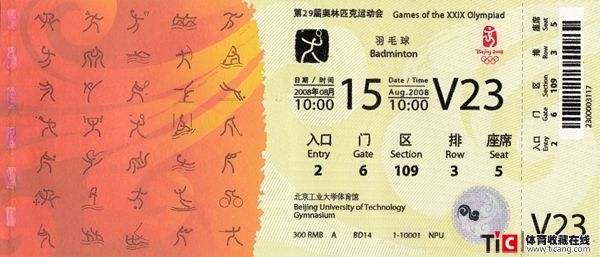 第29届奥林匹克运动会 Games of the XXIX Olympiad
羽毛球
Badminton
Beijing 2008
日期 / 时间 Date / Time
2008年08月 15 Aug.2008 V23
10:00 10:00
入口 门 区 排 座席
Entry Gate Section Row Seat
2 6 109 3 5
北京工业大学体育馆
Beijing University of Technology
Gymnasium
300 RMB A BD14 1-10001 NPU
座席 Seat 5
排 Row 3
区 Section 109
门 Gate 6
入口 Entry 2
2300003117
V23
TIC 体育收藏在线
www.ticang.com